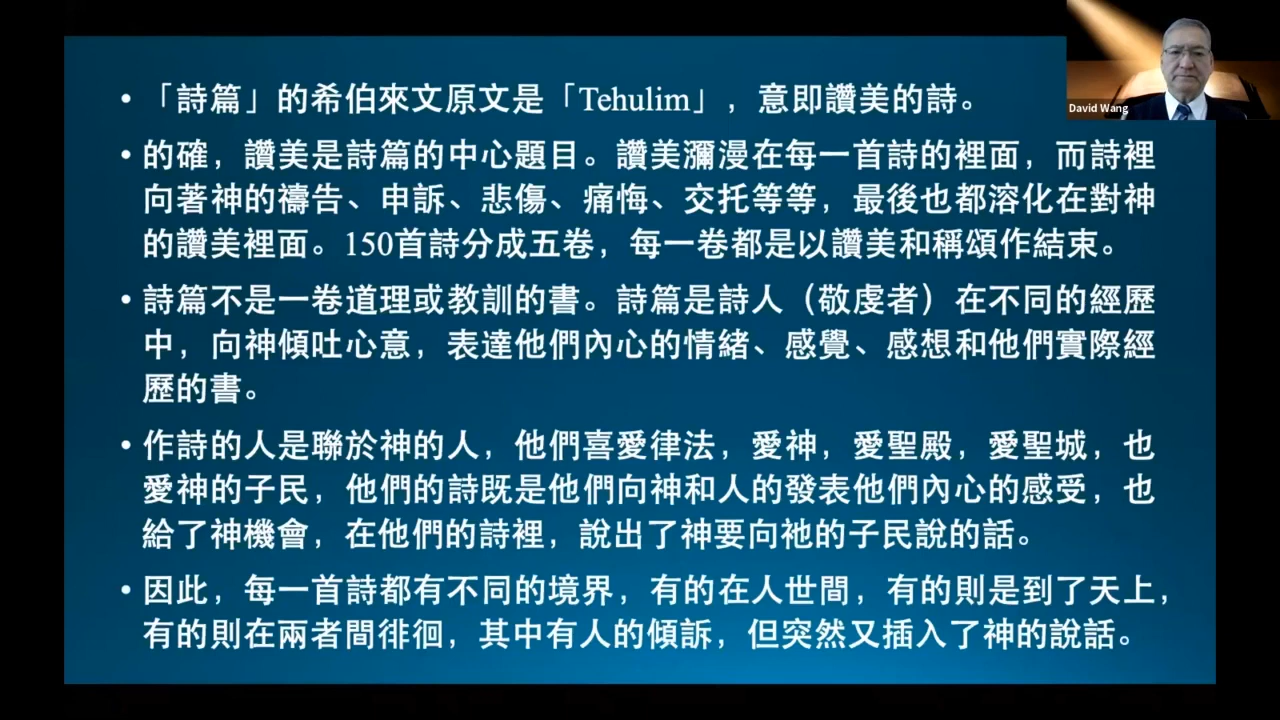 • 「詩篇」的希伯來文原文是「Tehulim」，意即讚美的詩。
• 的確，讚美是詩篇的中心題目。讚美瀰漫在每一首詩的裡面，而詩裡
向著神的禱告、申訴、悲傷、痛悔、交托等等，最後也都溶化在對神
的讚美裡面。150首詩分成五卷，每一卷都是以讚美和稱頌作結束。
• 詩篇不是一卷道理或教訓的書。詩篇是詩人（敬虔者）在不同的經歷
中，向神傾吐心意，表達他們內心的情緒、感覺、感想和他們實際經
歷的書。
• 作詩的人是聯於神的人，他們喜愛律法，愛神，愛聖殿，愛聖城，也
愛神的子民，他們的詩既是他們向神和人的發表他們內心的感受，也
給了神機會，在他們的詩裡，說出了神要向祂的子民說的話。
• 因此，每一首詩都有不同的境界，有的在人世間，有的則是到了天上，
有的則在兩者間徘徊，其中有人的傾訴，但突然又插入了神的說話。
David Wang